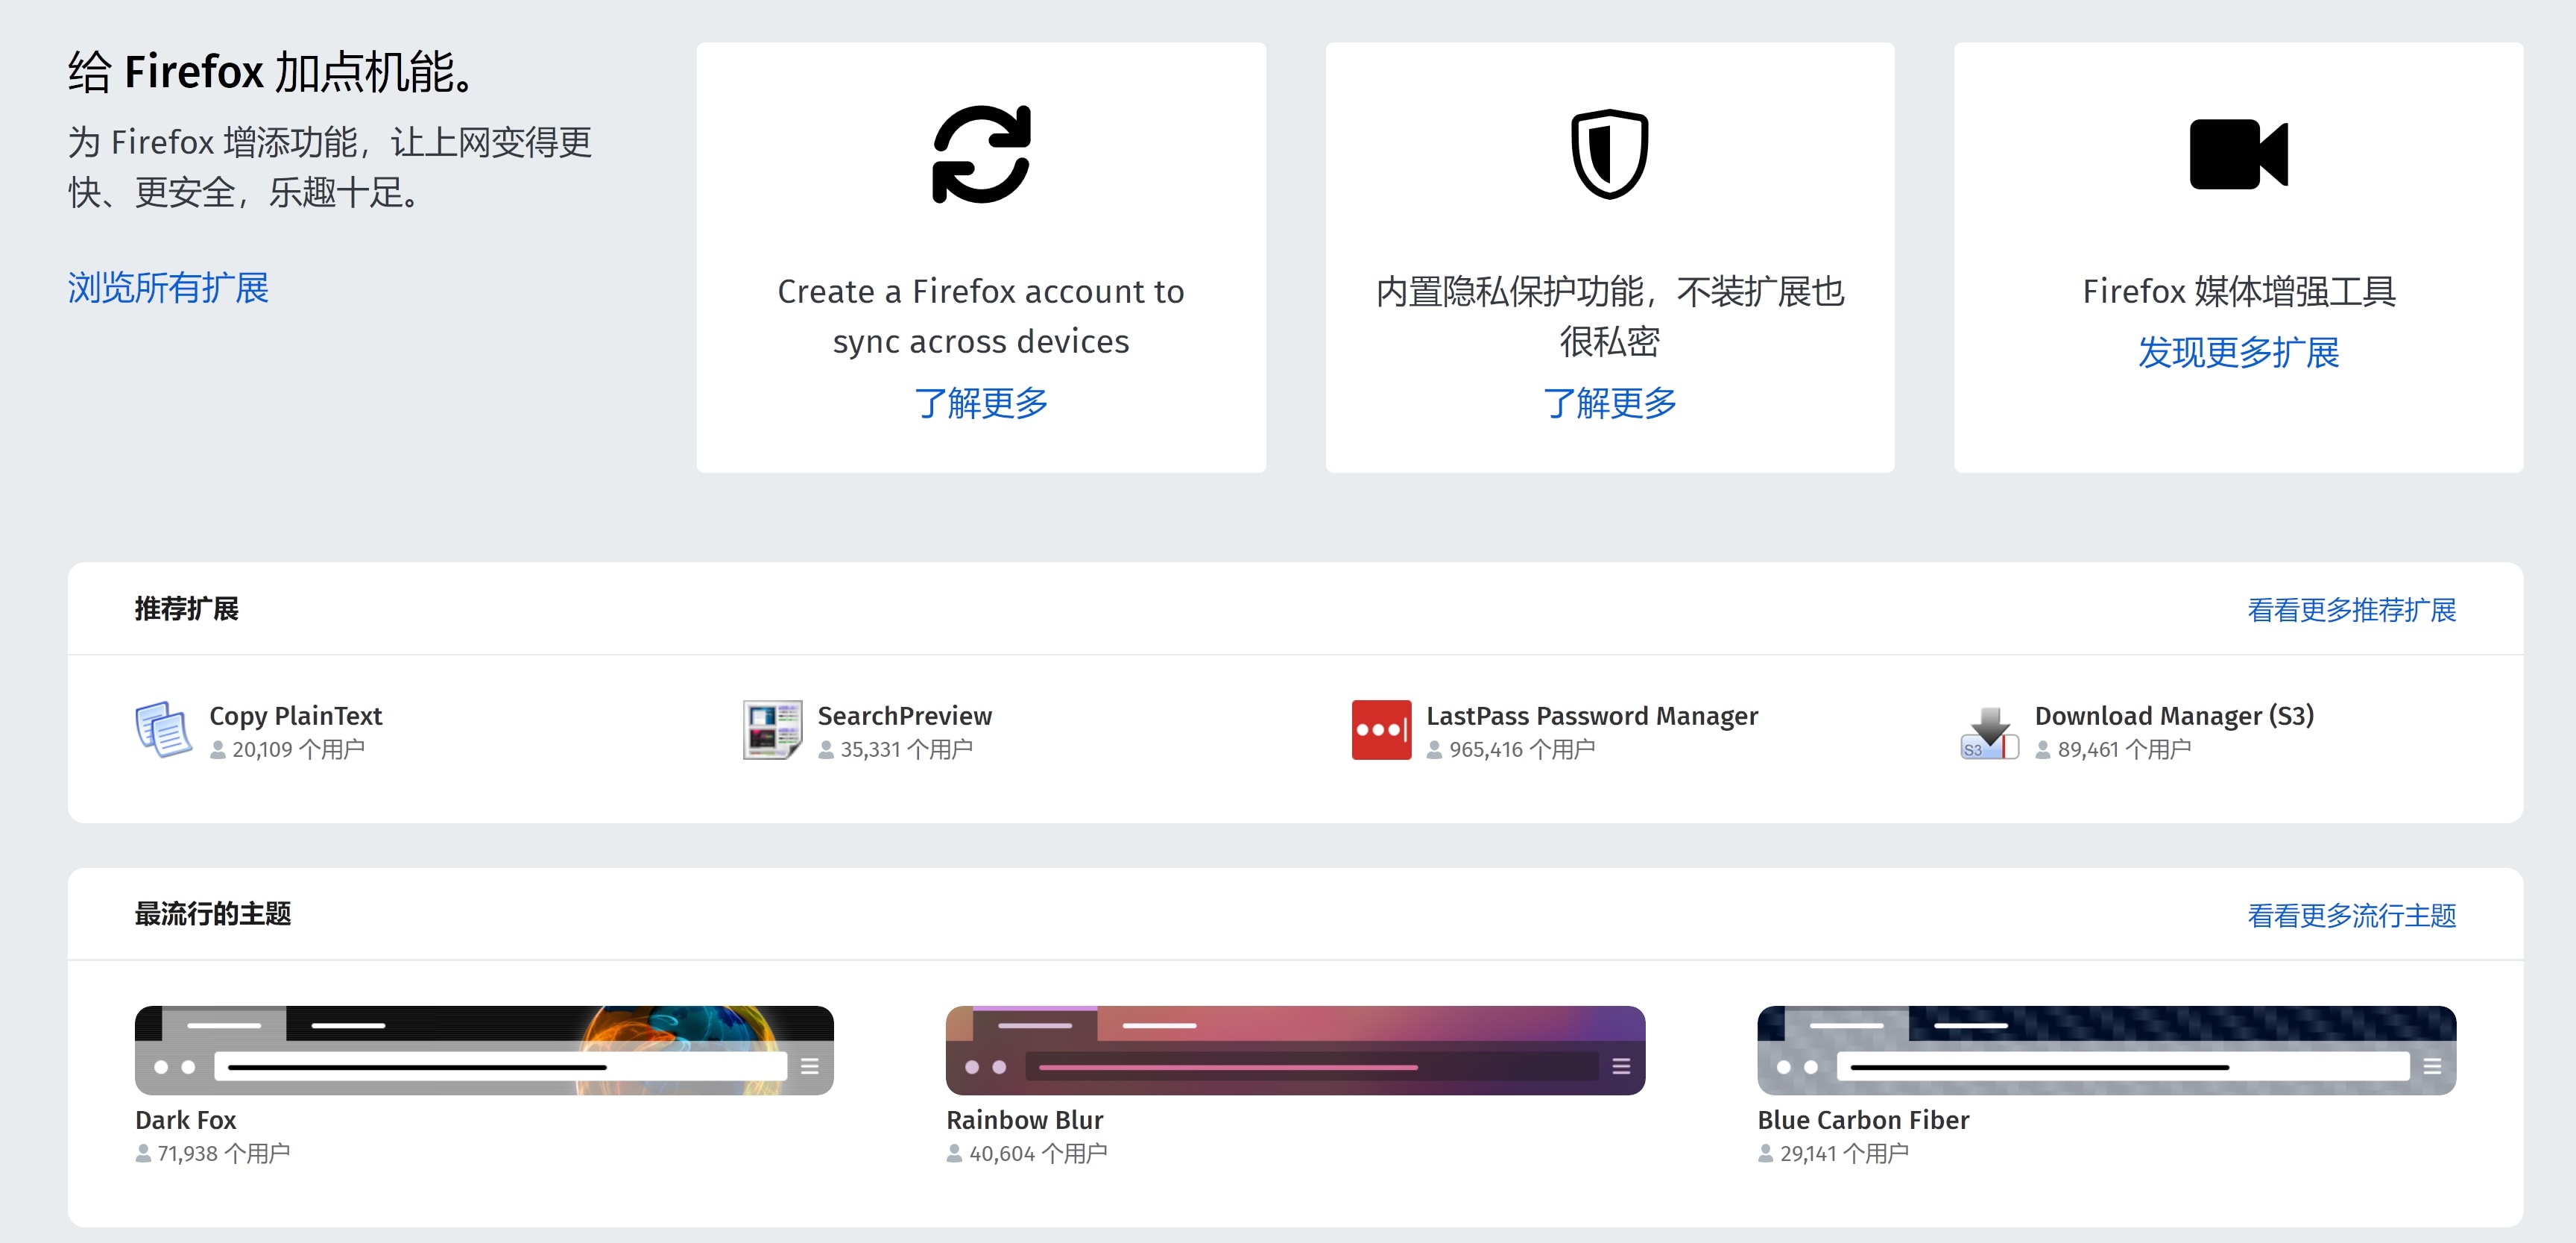 给 Firefox 加点机能。
为 Firefox 增添功能，让上网变得更
快、更安全，乐趣十足。
浏览所有扩展
Create a Firefox account to
sync across devices
了解更多
内置隐私保护功能，不装扩展也
很私密
了解更多
Firefox 媒体增强工具
发现更多扩展
推荐扩展
看看更多推荐扩展
Copy PlainText
20,109 个用户
SearchPreview
35,331 个用户
LastPass Password Manager
965,416 个用户
S3
Download Manager (S3)
89,461 个用户
最流行的主题
看看更多流行主题
Dark Fox
71,938 个用户
Rainbow Blur
40,604 个用户
Blue Carbon Fiber
29,141 个用户